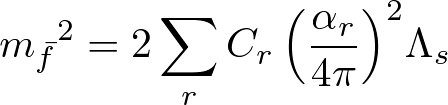 $m_{\bar{f}}{}^2 = 2 \sum_r C_r \left( \frac{\alpha_r}{4\pi} \right)^2 \Lambda_s$